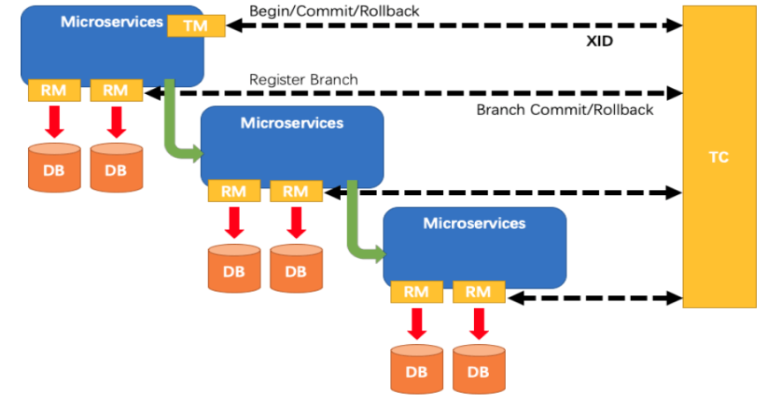 Begin/Commit/Rollback
Microservices
TM
XID
Register Branch
RM
RM
Branch Commit/Rollback
Microservices
TC
DB
DB
RM
RM
Microservices
DB
DB
RM
RM
DB
DB